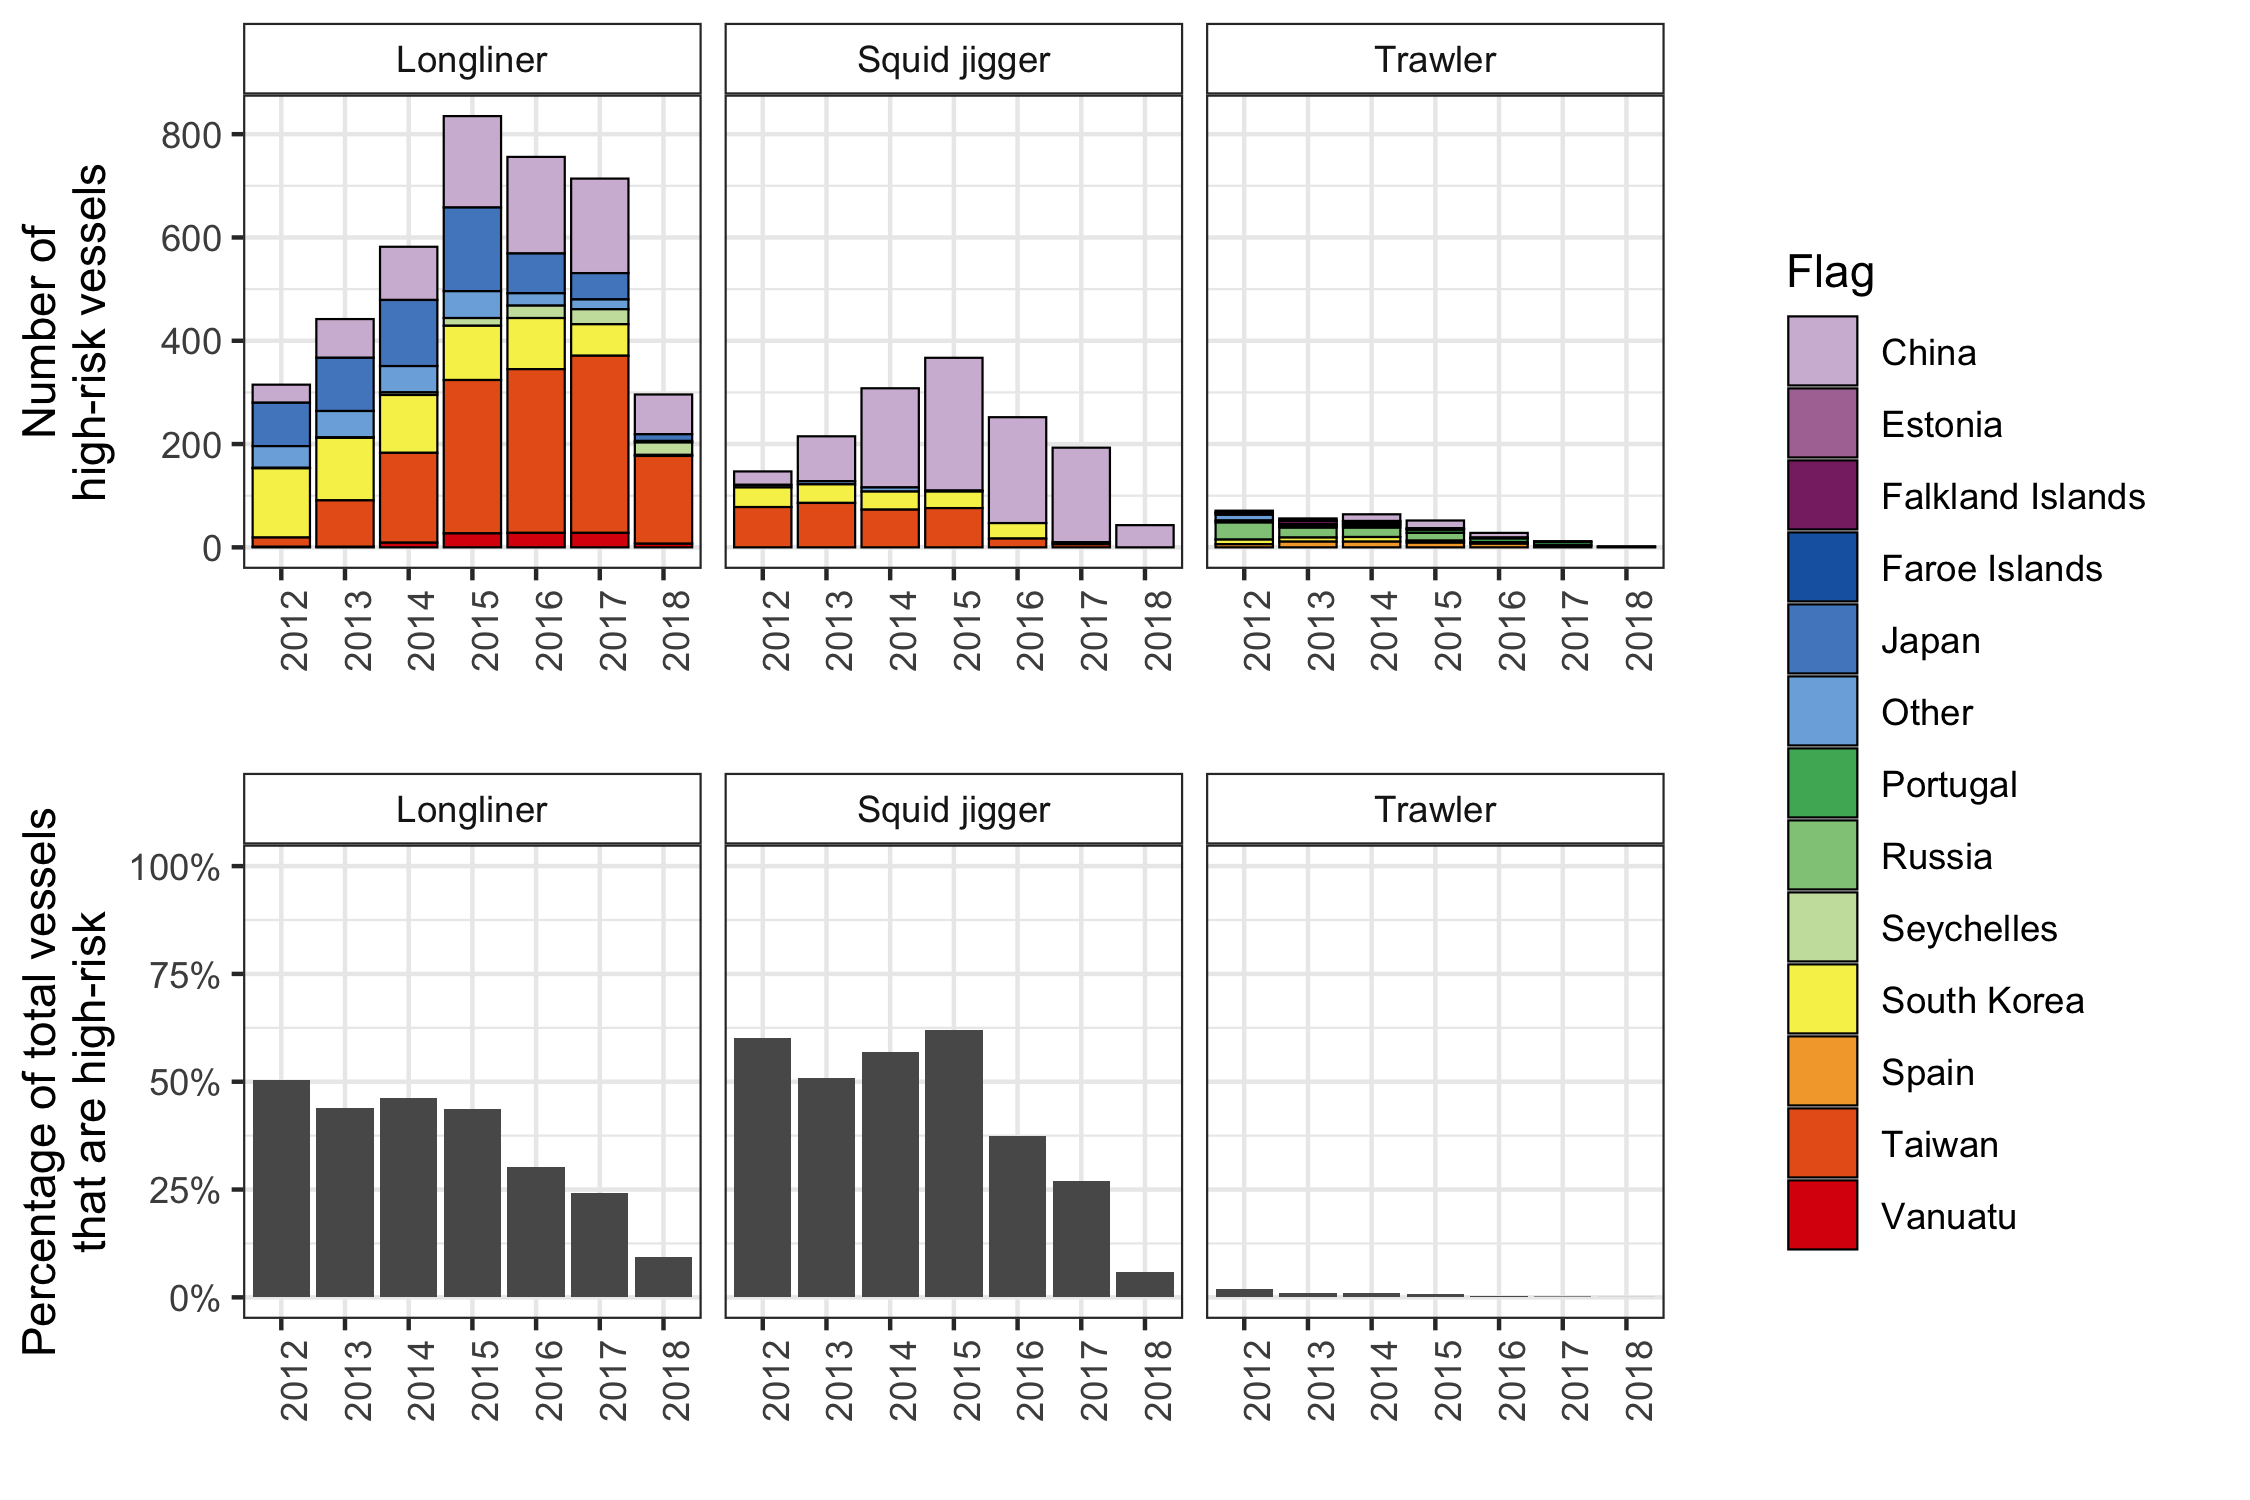 Longliner
Squid jigger
Trawler
Number of
high-risk vessels
800
600
400
200
0
2012
2013
2014
2015
2016
2017
2018
2012
2013
2014
2015
2016
2017
2018
2012
2013
2014
2015
2016
2017
2018
Longliner
Squid jigger
Trawler
Percentage of total vessels
that are high-risk
100%
75%
50%
25%
0%
2012
2013
2014
2015
2016
2017
2018
2012
2013
2014
2015
2016
2017
2018
2012
2013
2014
2015
2016
2017
2018
Flag
China
Estonia
Falkland Islands
Faroe Islands
Japan
Other
Portugal
Russia
Seychelles
South Korea
Spain
Taiwan
Vanuatu